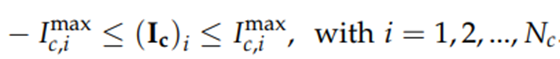 − I_{c,i}^{max} ≤ (𝐈_𝐜)_i ≤ I_{c,i}^{max}, with i = 1, 2, ..., N_c